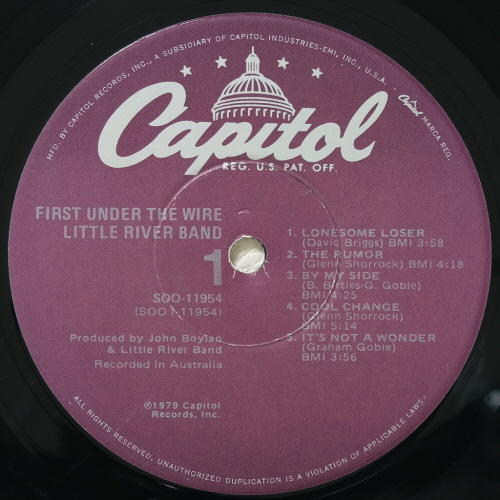 MFD. BY CAPITOL RECORDS, INC., A SUBSIDIARY OF CAPITOL INDUSTRIES-EMI, INC., U.S.A.
Capitol
MARCA REG.
Capitol
REG. U.S. PAT. OFF.
FIRST UNDER THE WIRE
LITTLE RIVER BAND
1
SOO-11954
(SOO1-11954)
Produced by John Boylan
& Little River Band
Recorded in Australia
℗1979 Capitol
Records, Inc.
1. LONESOME LOSER
(David Briggs) BMI 3:58
2. THE RUMOR
(Glenn Shorrock) BMI 4:18
3. BY MY SIDE
(B. Birtles-G. Goble)
BMI 4:25
4. COOL CHANGE
(Glenn Shorrock)
BMI 5:14
5. IT'S NOT A WONDER
(Graham Goble)
BMI 3:56
ALL RIGHTS RESERVED. UNAUTHORIZED DUPLICATION IS A VIOLATION OF APPLICABLE LAWS.